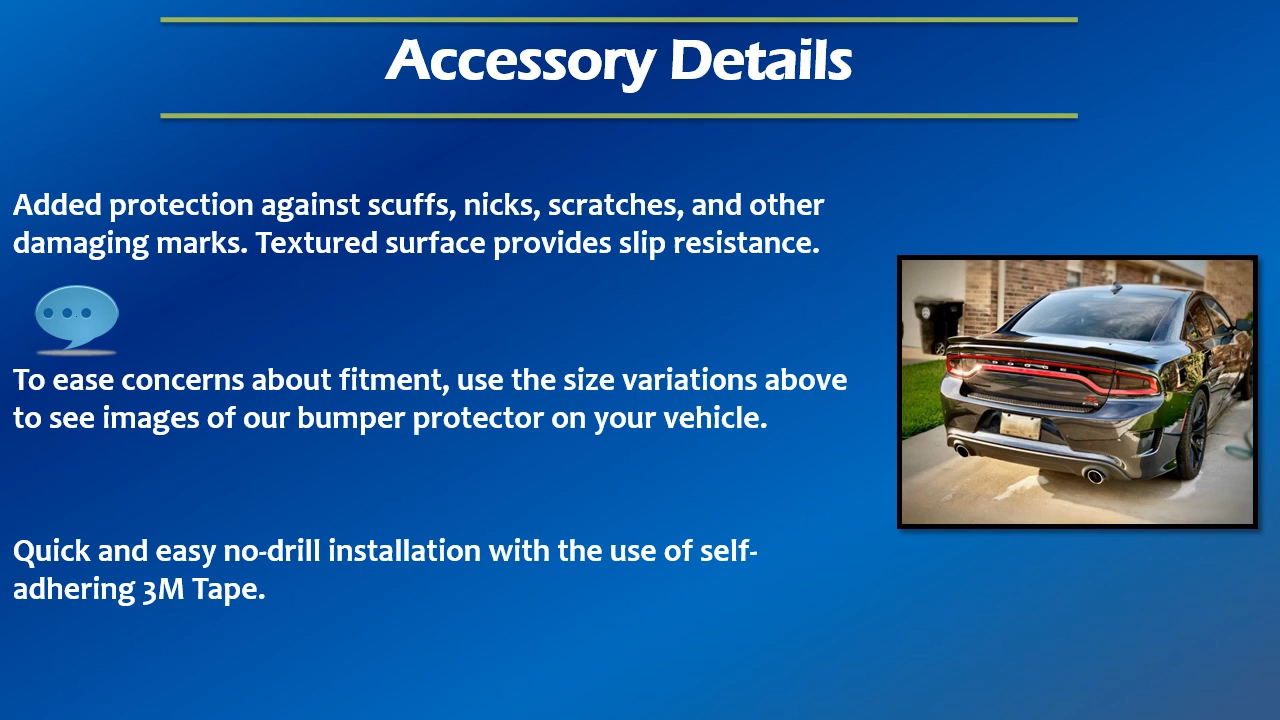 Accessory Details
Added protection against scuffs, nicks, scratches, and other
damaging marks. Textured surface provides slip resistance.
To ease concerns about fitment, use the size variations above
to see images of our bumper protector on your vehicle.
DODGE
Quick and easy no-drill installation with the use of self-
adhering 3M Tape.